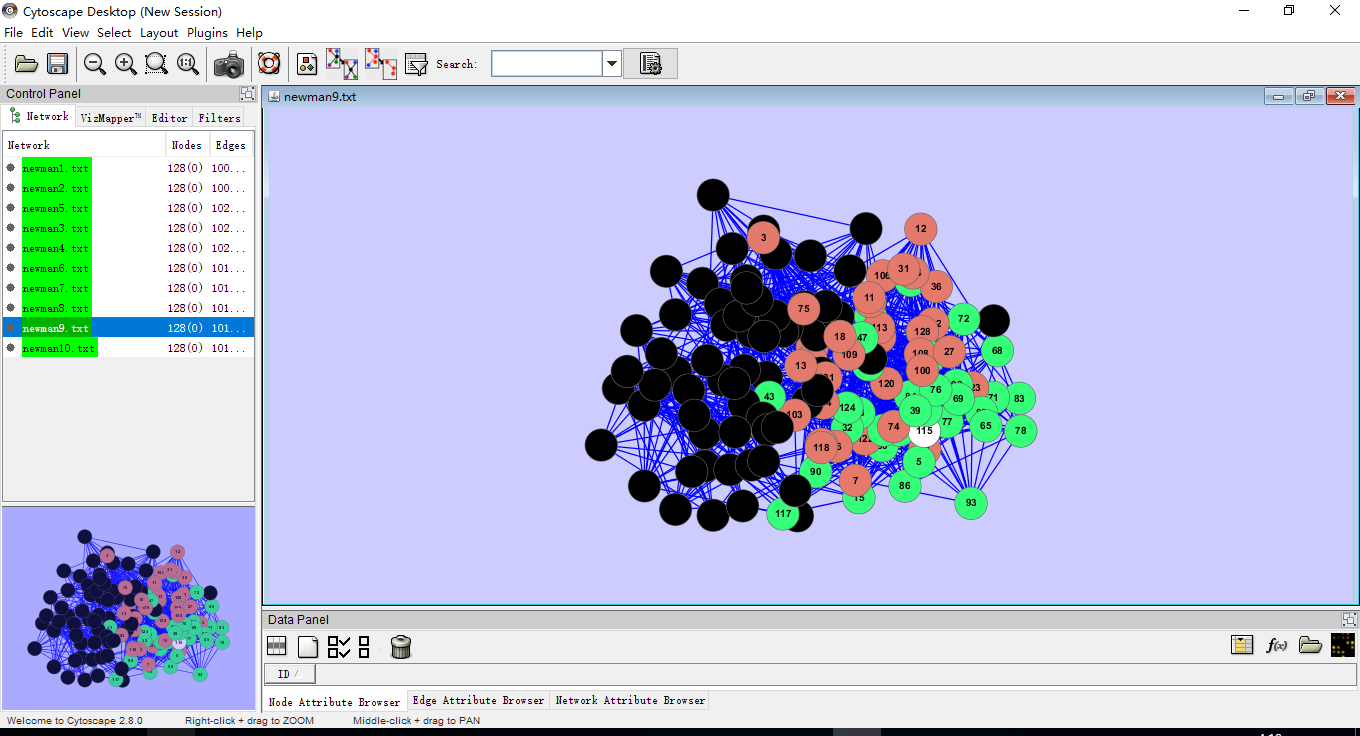 Cytoscape Desktop (New Session)
File Edit View Select Layout Plugins Help
Search:
Control Panel
Network VizMapper™ Editor Filters
Network Nodes Edges
newman1.txt 128(0) 100...
newman2.txt 128(0) 100...
newman5.txt 128(0) 102...
newman3.txt 128(0) 102...
newman4.txt 128(0) 102...
newman6.txt 128(0) 101...
newman7.txt 128(0) 101...
newman8.txt 128(0) 101...
newman9.txt 128(0) 101...
newman10.txt 128(0) 101...
newman9.txt
12
3
31
36
11
75
72
128
18
47
113
68
27
109
108
13
100
120
76
43
69
71
83
124
39
103
77
65
32
74
115
78
118
5
90
7
86
15
93
117
Data Panel
f(x)
ID
Node Attribute Browser Edge Attribute Browser Network Attribute Browser
Welcome to Cytoscape 2.8.0 Right-click + drag to ZOOM Middle-click + drag to PAN